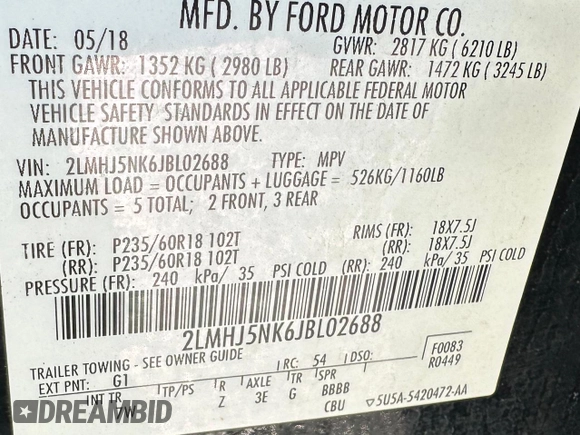 MFD. BY FORD MOTOR CO.
DATE: 05/18 GVWR: 2817 KG ( 6210 LB)
FRONT GAWR: 1352 KG ( 2980 LB) REAR GAWR: 1472 KG ( 3245 LB)
THIS VEHICLE CONFORMS TO ALL APPLICABLE FEDERAL MOTOR
VEHICLE SAFETY STANDARDS IN EFFECT ON THE DATE OF
MANUFACTURE SHOWN ABOVE.
VIN: 2LMHJ5NK6JBL02688 TYPE: MPV
MAXIMUM LOAD = OCCUPANTS + LUGGAGE = 526KG/1160LB
OCCUPANTS = 5 TOTAL; 2 FRONT, 3 REAR
TIRE (FR): P235/60R18 102T RIMS (FR): 18X7.5J
(RR): P235/60R18 102T (RR): 18X7.5J
PRESSURE (FR): 240 kPa/ 35 PSI COLD (RR): 240 kPa/ 35 PSI COLD
2LMHJ5NK6JBL02688
TRAILER TOWING - SEE OWNER GUIDE RC: 54 DSO: F0083
EXT PNT: G1 R0449
INT TR TP/PS R AXLE TR SPR
7W Z 3E G BBBB
CBU 5U5A-5420472-AA
DREAMBID